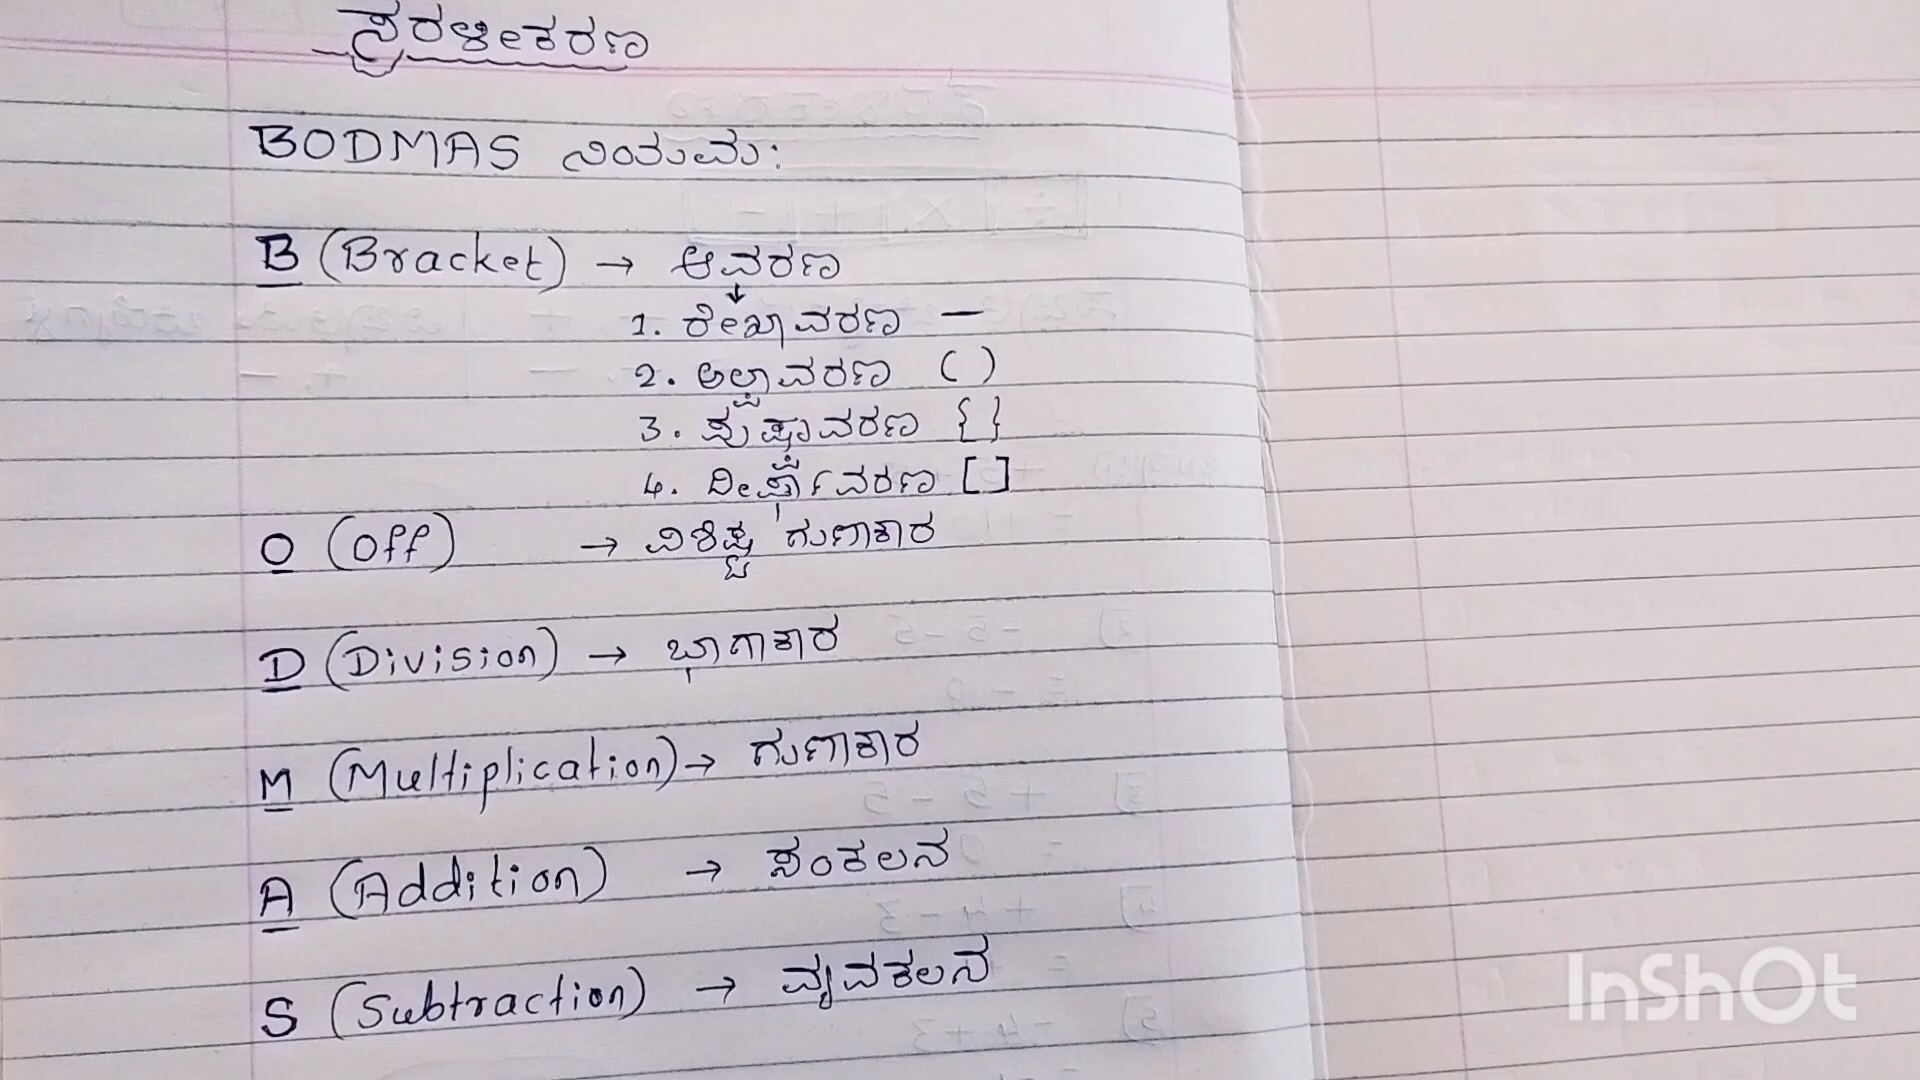 ಸರಳೀಕರಣ
BODMAS ನಿಯಮ:
B (Bracket) → ಆವರಣ
↓
1. ರೇಖಾವರಣ —
2. ಅಲ್ಪಾವರಣ ( )
3. ಪುಷ್ಪಾವರಣ { }
4. ದೀರ್ಘಾವರಣ [ ]
O (Off) → ವಿಶಿಷ್ಟ ಗುಣಾಕಾರ
D (Division) → ಭಾಗಾಕಾರ
M (Multiplication) → ಗುಣಾಕಾರ
A (Addition) → ಸಂಕಲನ
S (Subtraction) → ವ್ಯವಕಲನ
InShOt